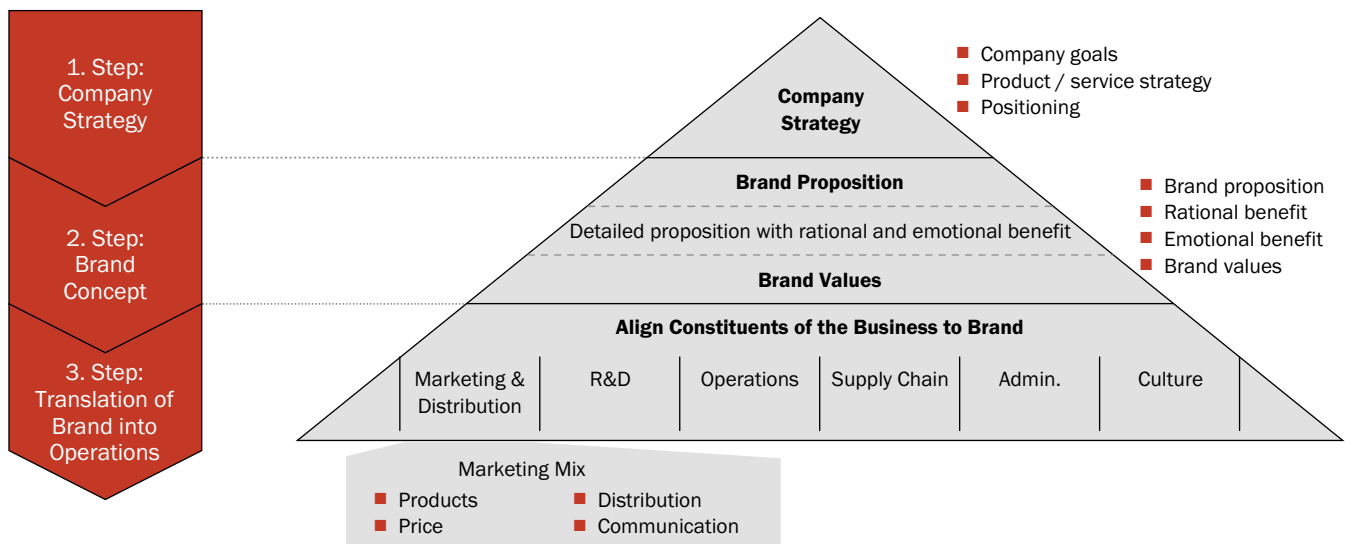 1. Step:
Company
Strategy
2. Step:
Brand
Concept
3. Step:
Translation of
Brand into
Operations
Company
Strategy
Company goals
Product / service strategy
Positioning
Brand Proposition
Detailed proposition with rational and emotional benefit
Brand Values
Brand proposition
Rational benefit
Emotional benefit
Brand values
Align Constituents of the Business to Brand
Marketing &
Distribution
R&D
Operations
Supply Chain
Admin.
Culture
Marketing Mix
Products
Price
Distribution
Communication